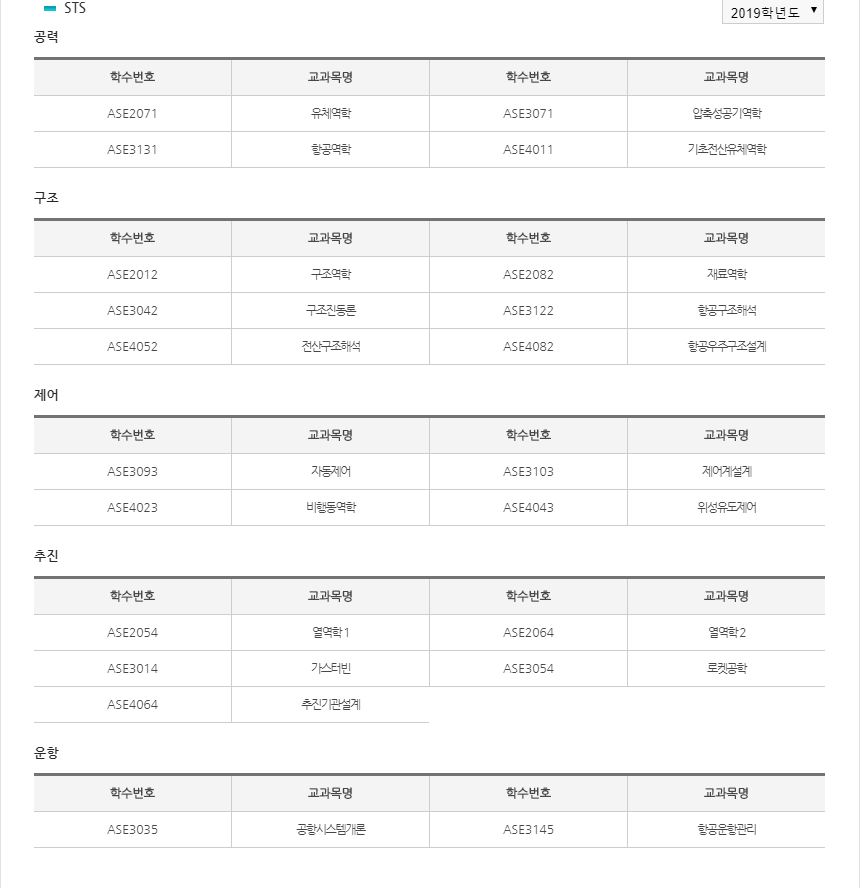 STS
2019학년도
공력
학수번호 교과목명 학수번호 교과목명
ASE2071 유체역학 ASE3071 압축성공기역학
ASE3131 항공역학 ASE4011 기초전산유체역학
구조
학수번호 교과목명 학수번호 교과목명
ASE2012 구조역학 ASE2082 재료역학
ASE3042 구조진동론 ASE3122 항공구조해석
ASE4052 전산구조해석 ASE4082 항공우주구조설계
제어
학수번호 교과목명 학수번호 교과목명
ASE3093 자동제어 ASE3103 제어계설계
ASE4023 비행동역학 ASE4043 위성유도제어
추진
학수번호 교과목명 학수번호 교과목명
ASE2054 열역학 1 ASE2064 열역학 2
ASE3014 가스터빈 ASE3054 로켓공학
ASE4064 추진기관설계
운항
학수번호 교과목명 학수번호 교과목명
ASE3035 공항시스템개론 ASE3145 항공운항관리